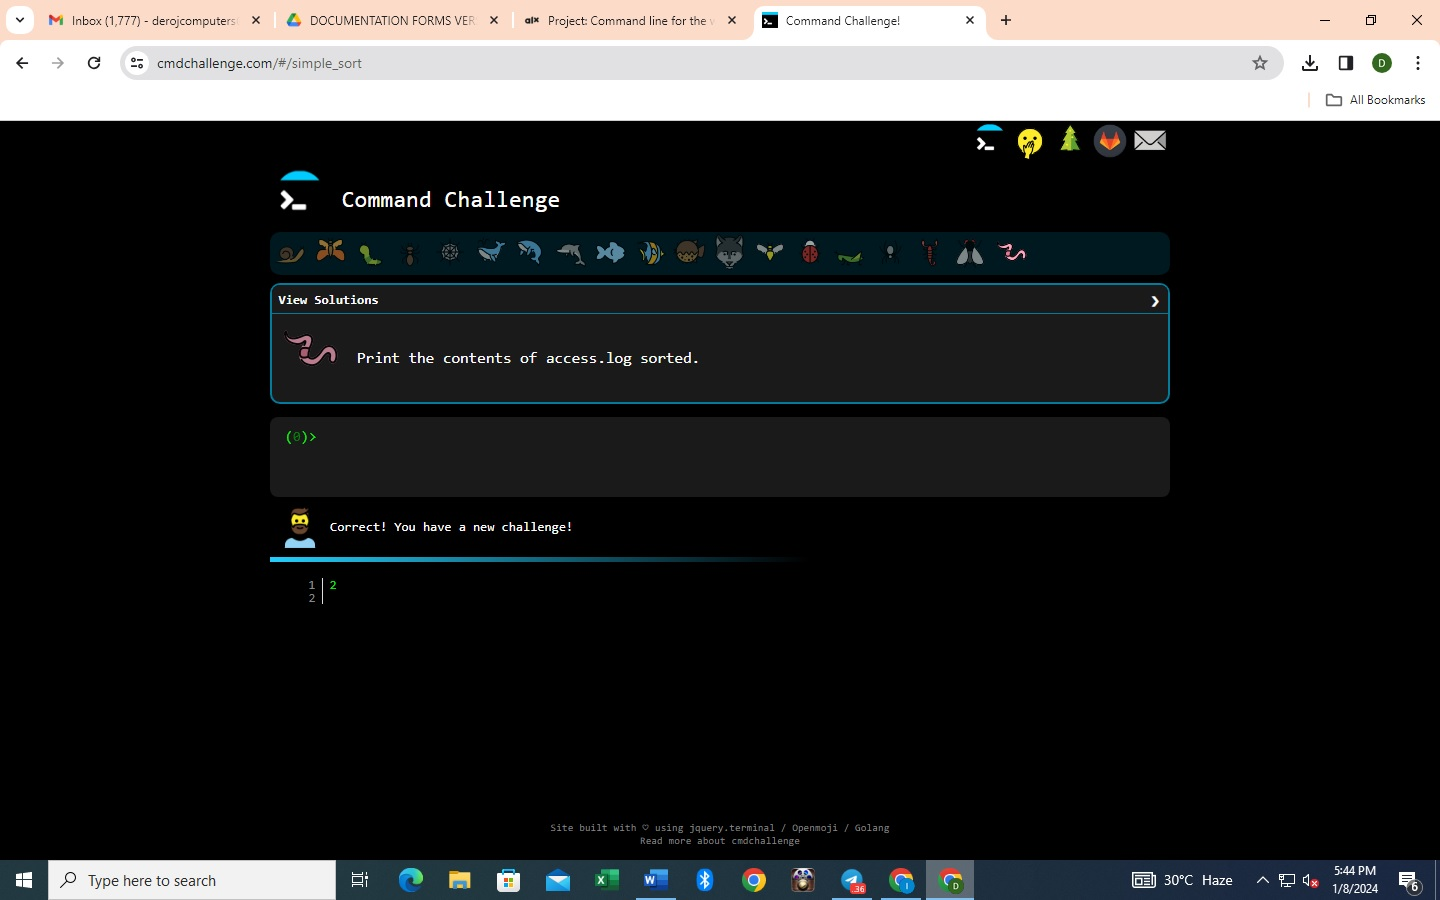 Inbox (1,777) - derojcomputers
DOCUMENTATION FORMS VER
alx Project: Command line for the w
Command Challenge!
cmdchallenge.com/#/simple_sort
D
All Bookmarks
Command Challenge
View Solutions
Print the contents of access.log sorted.
(0)>
Correct! You have a new challenge!
1 2
2
Site built with ♡ using jquery.terminal / Openmoji / Golang
Read more about cmdchallenge
Type here to search
36
I
D
30°C Haze
5:44 PM
1/8/2024
6